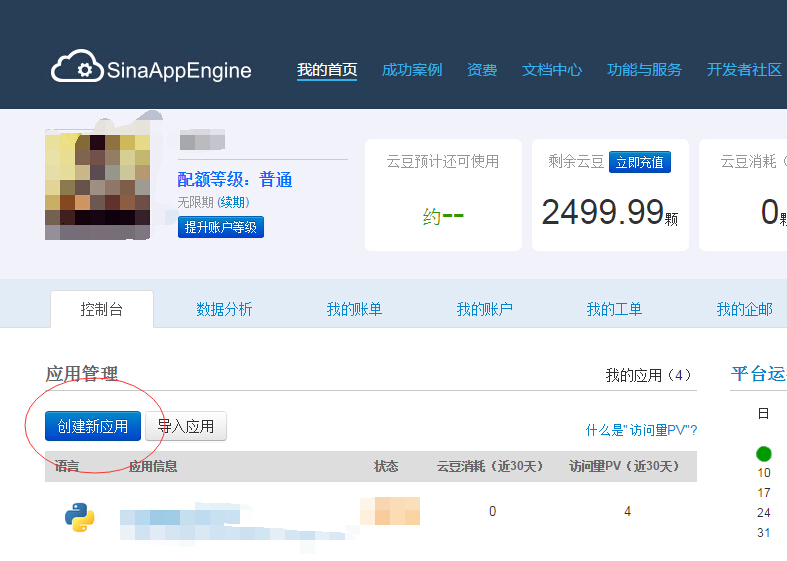 SinaAppEngine 我的首页 成功案例 资费 文档中心 功能与服务 开发者社区
配额等级：普通
无限期 (续期)
提升账户等级
云豆预计还可使用
约--
剩余云豆 立即充值
2499.99颗
云豆消耗（
0颗
控制台 数据分析 我的账单 我的账户 我的工单 我的企邮
应用管理 我的应用（4）
创建新应用 导入应用 什么是"访问量PV"?
语言 应用信息 状态 云豆消耗（近30天） 访问量PV（近30天）
0 4
平台运
日
10
17
24
31